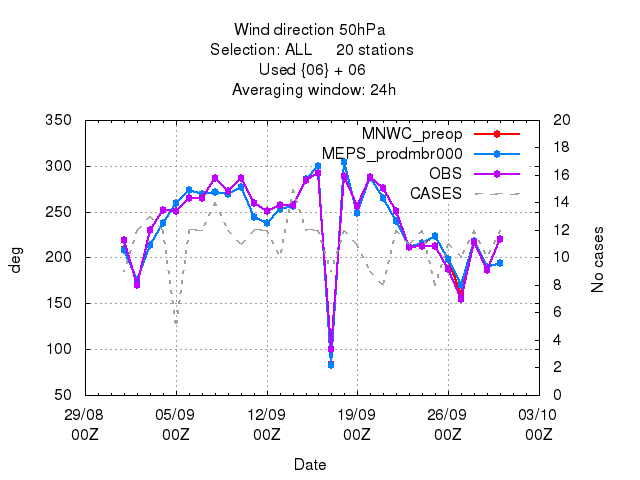 Wind direction 50hPa
Selection: ALL 20 stations
Used {06} + 06
Averaging window: 24h
350 20
MNWC_preop
18
MEPS_prodmbr000
300 16
OBS
CASES
14
250
12
deg
200 10
No cases
8
150
6
100 4
2
50 0
29/08 05/09 12/09 19/09 26/09 03/10
00Z 00Z 00Z 00Z 00Z 00Z
Date